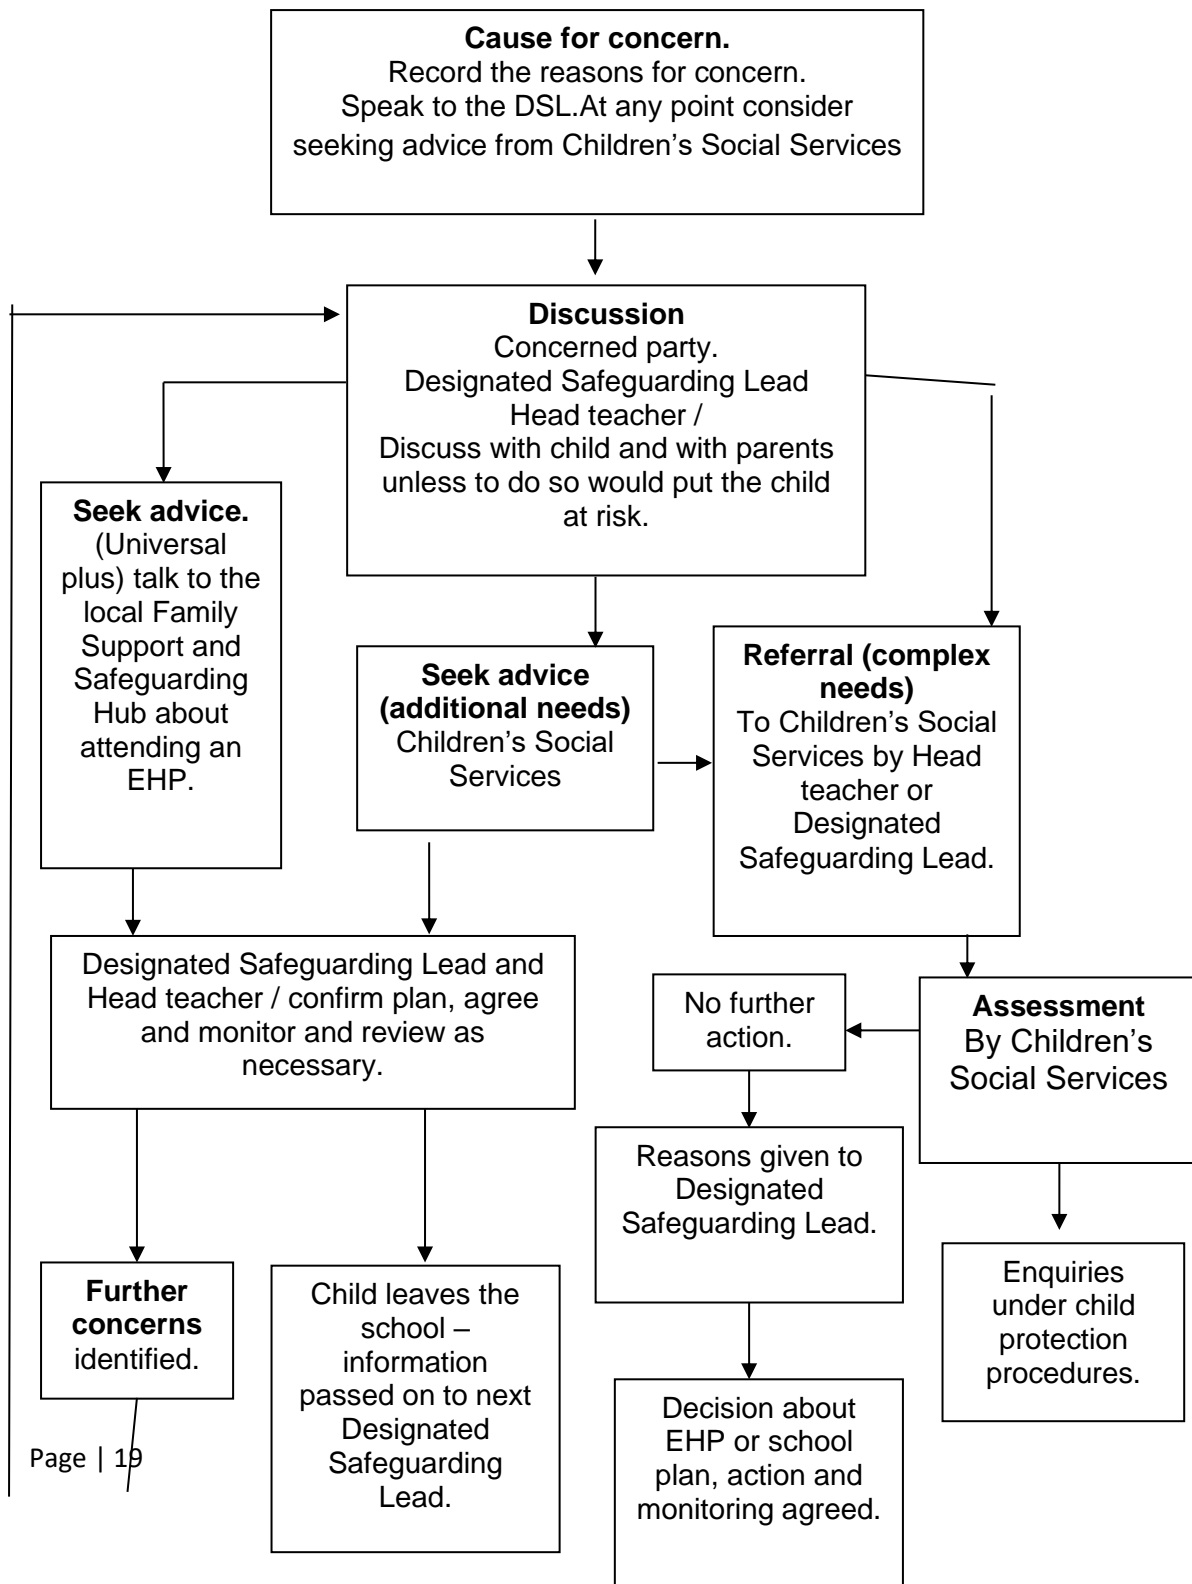 Cause for concern.
Record the reasons for concern.
Speak to the DSL.At any point consider
seeking advice from Children’s Social Services
Discussion
Concerned party.
Designated Safeguarding Lead
Head teacher /
Discuss with child and with parents
unless to do so would put the child
at risk.
Seek advice.
(Universal
plus) talk to the
local Family
Support and
Safeguarding
Hub about
attending an
EHP.
Seek advice
(additional needs)
Children’s Social
Services
Referral (complex
needs)
To Children’s Social
Services by Head
teacher or
Designated
Safeguarding Lead.
Designated Safeguarding Lead and
Head teacher / confirm plan, agree
and monitor and review as
necessary.
No further
action.
Assessment
By Children’s
Social Services
Reasons given to
Designated
Safeguarding Lead.
Enquiries
under child
protection
procedures.
Further
concerns
identified.
Child leaves the
school –
information
passed on to next
Designated
Safeguarding
Lead.
Decision about
EHP or school
plan, action and
monitoring agreed.
Page | 19